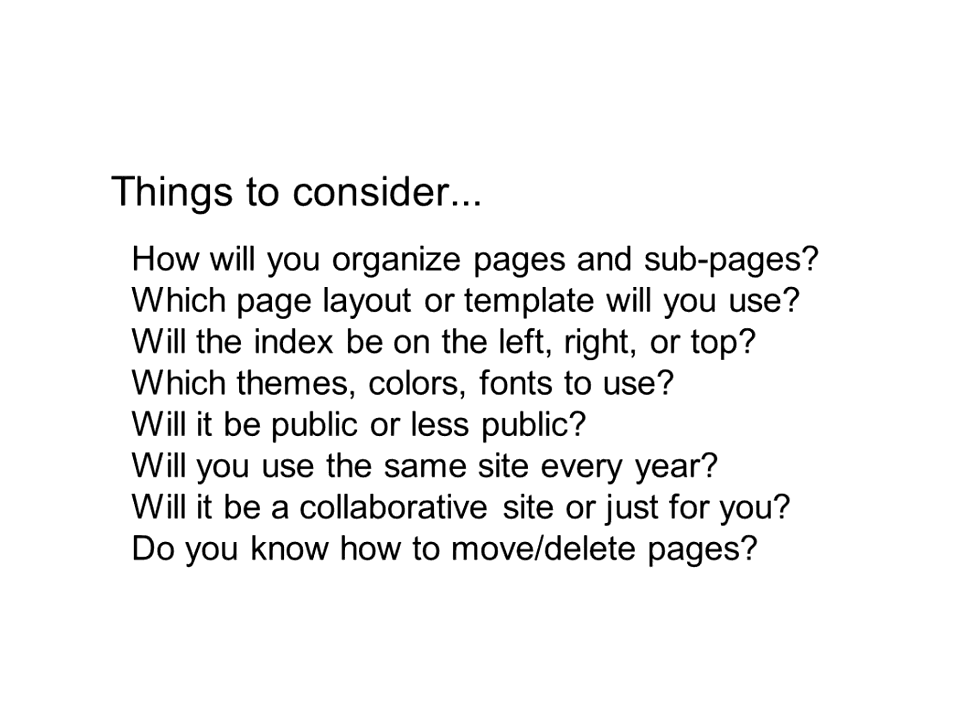 Things to consider...
How will you organize pages and sub-pages?
Which page layout or template will you use?
Will the index be on the left, right, or top?
Which themes, colors, fonts to use?
Will it be public or less public?
Will you use the same site every year?
Will it be a collaborative site or just for you?
Do you know how to move/delete pages?